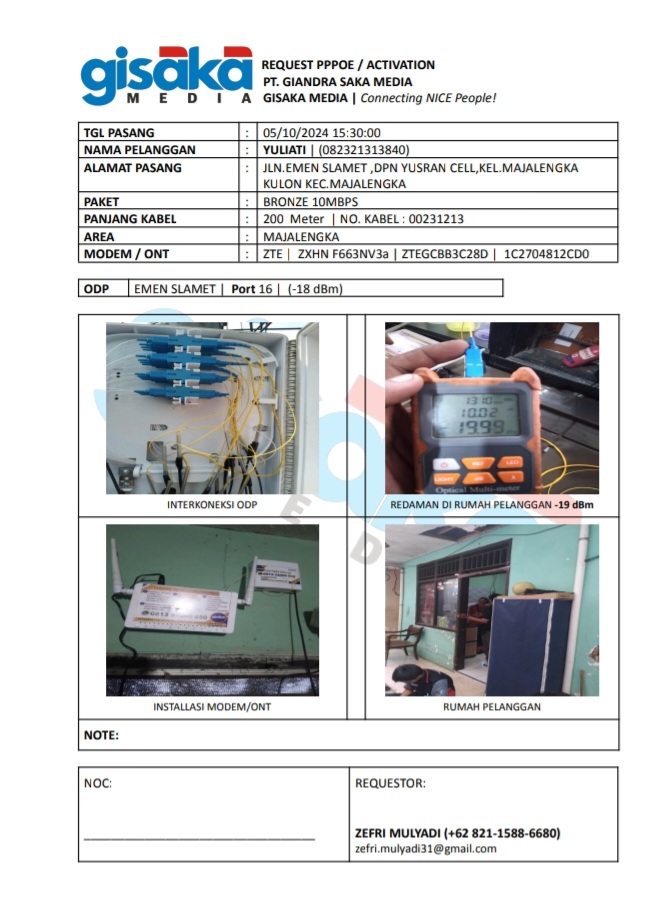 gisaka
MEDIA
REQUEST PPPOE / ACTIVATION
PT. GIANDRA SAKA MEDIA
GISAKA MEDIA | Connecting NICE People!
TGL PASANG : 05/10/2024 15:30:00
NAMA PELANGGAN : YULIATI | (082321313840)
ALAMAT PASANG : JLN.EMEN SLAMET ,DPN YUSRAN CELL,KEL.MAJALENGKA
KULON KEC.MAJALENGKA
PAKET : BRONZE 10MBPS
PANJANG KABEL : 200 Meter | NO. KABEL : 00231213
AREA : MAJALENGKA
MODEM / ONT : ZTE | ZXHN F663NV3a | ZTEGCBB3C28D | 1C2704812CD0
ODP EMEN SLAMET | Port 16 | (-18 dBm)
1310
10.02
-19.99
REF LED
LIGHT
Optical Multi-meter
INTERKONEKSI ODP
REDAMAN DI RUMAH PELANGGAN -19 dBm
INSTALLASI MODEM/ONT
RUMAH PELANGGAN
NOTE:
NOC:
REQUESTOR:
ZEFRI MULYADI (+62 821-1588-6680)
zefri.mulyadi31@gmail.com